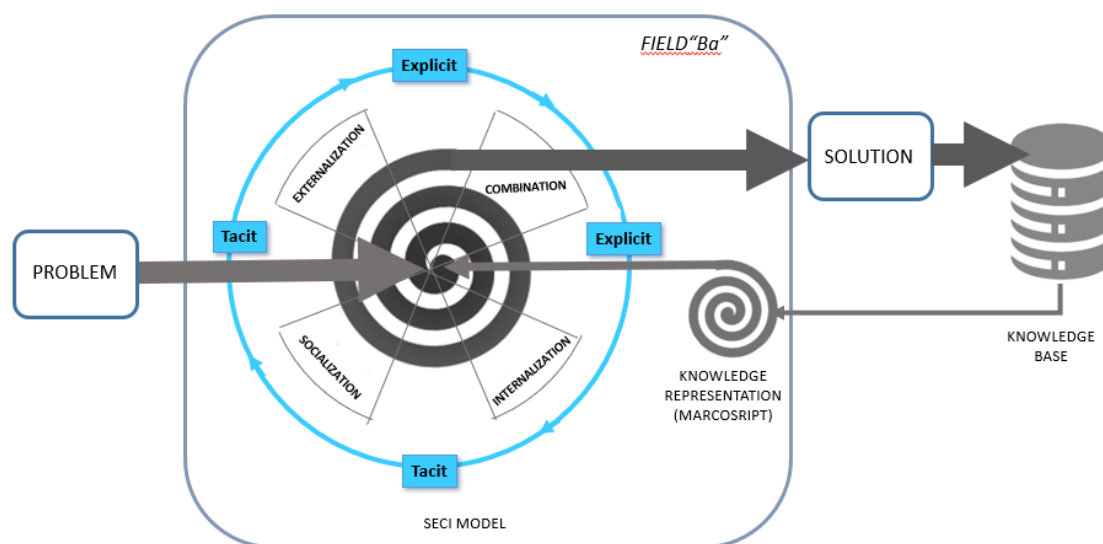 FIELD“Ba”
Explicit
EXTERNALIZATION
COMBINATION
SOLUTION
Tacit
Explicit
PROBLEM
SOCIALIZATION
INTERNALIZATION
KNOWLEDGE
BASE
KNOWLEDGE
REPRESENTATION
(MARCOSRIPT)
Tacit
SECI MODEL